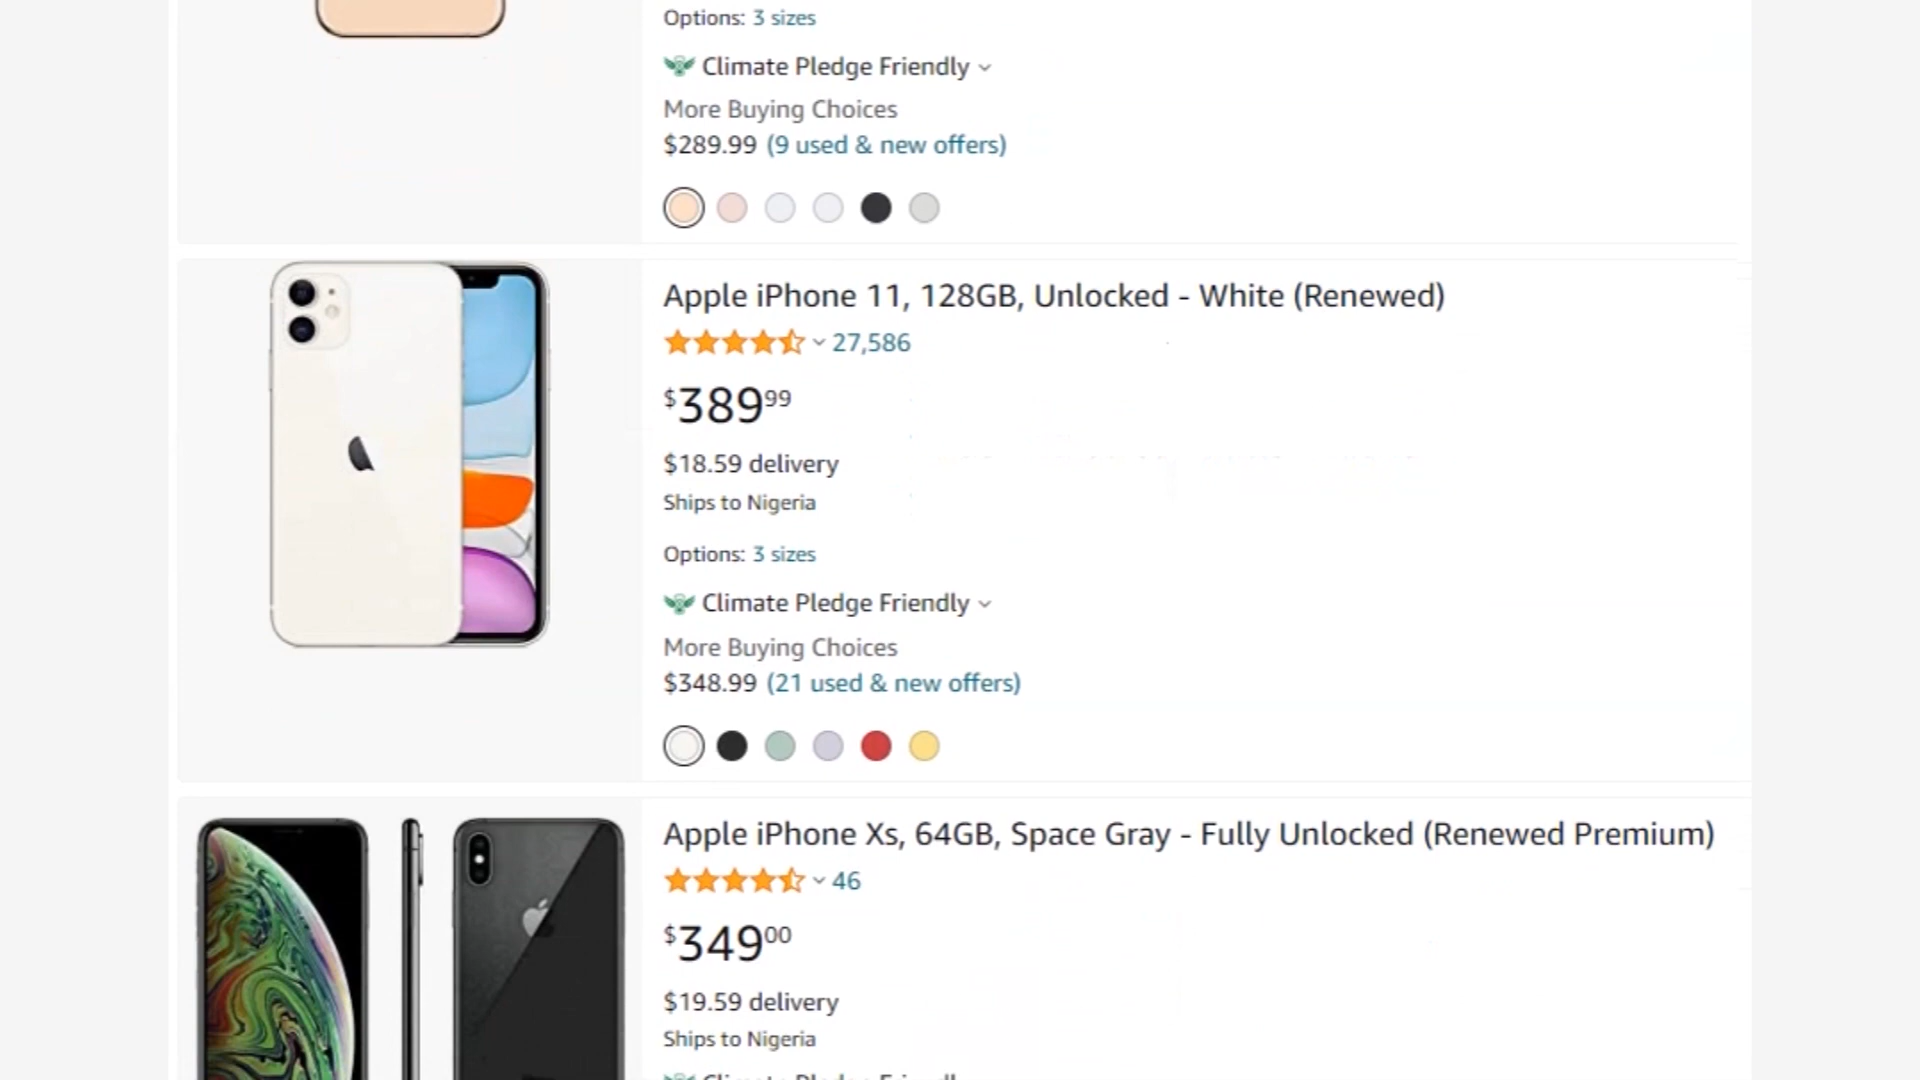 Options: 3 sizes
Climate Pledge Friendly
More Buying Choices
$289.99 (9 used & new offers)
Apple iPhone 11, 128GB, Unlocked - White (Renewed)
27,586
$389.99
$18.59 delivery
Ships to Nigeria
Options: 3 sizes
Climate Pledge Friendly
More Buying Choices
$348.99 (21 used & new offers)
Apple iPhone Xs, 64GB, Space Gray - Fully Unlocked (Renewed Premium)
46
$349.00
$19.59 delivery
Ships to Nigeria